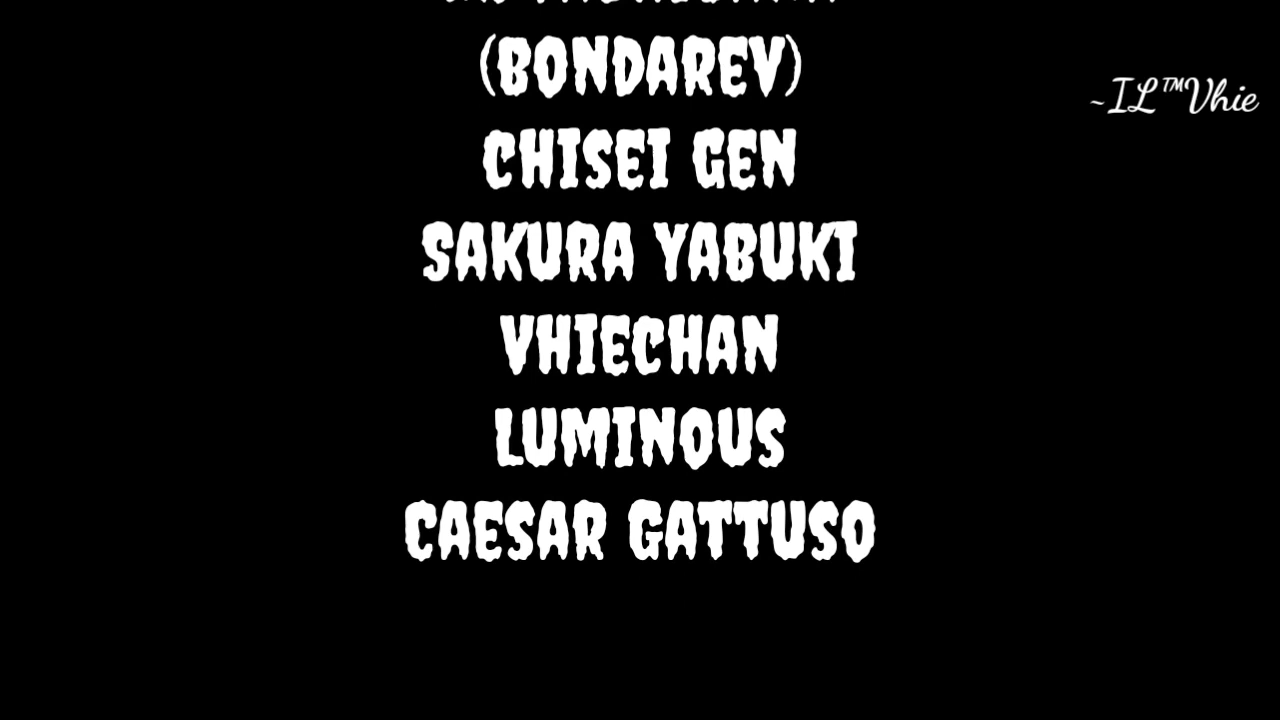 (BONDAREV)
~IL™Vhie
CHISEI GEN
SAKURA YABUKI
VHIECHAN
LUMINOUS
CAESAR GATTUSO